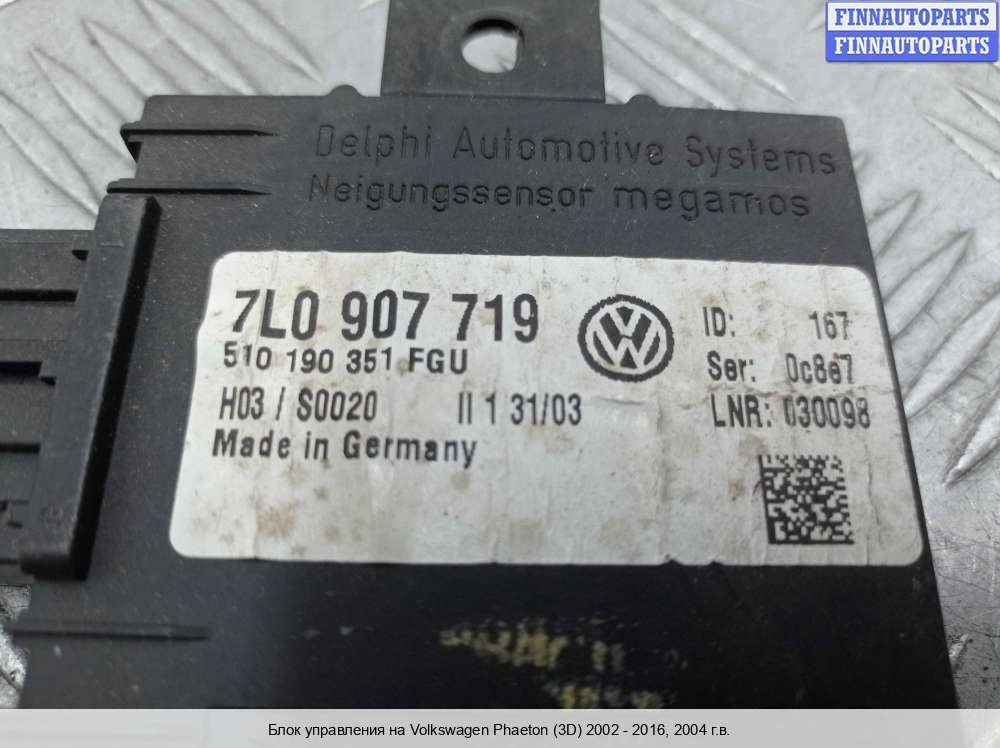 FINNAUTOPARTS
FINNAUTOPARTS
Delphi Automotive Systems
Neigungssensor megamos
7L0 907 719
510 190 351 FGU
H03 / S0020 II 1 31/03
Made in Germany
ID: 167
Ser: 0c8e7
LNR: 030098
Блок управления на Volkswagen Phaeton (3D) 2002 - 2016, 2004 г.в.